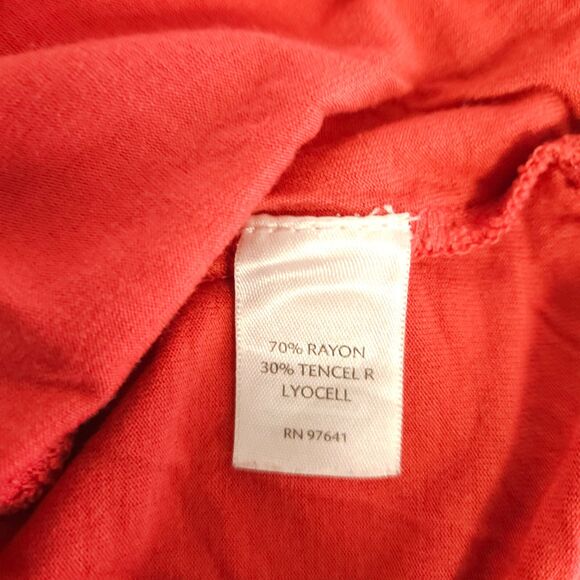 70% RAYON
30% TENCEL R
LYOCELL
RN 97641